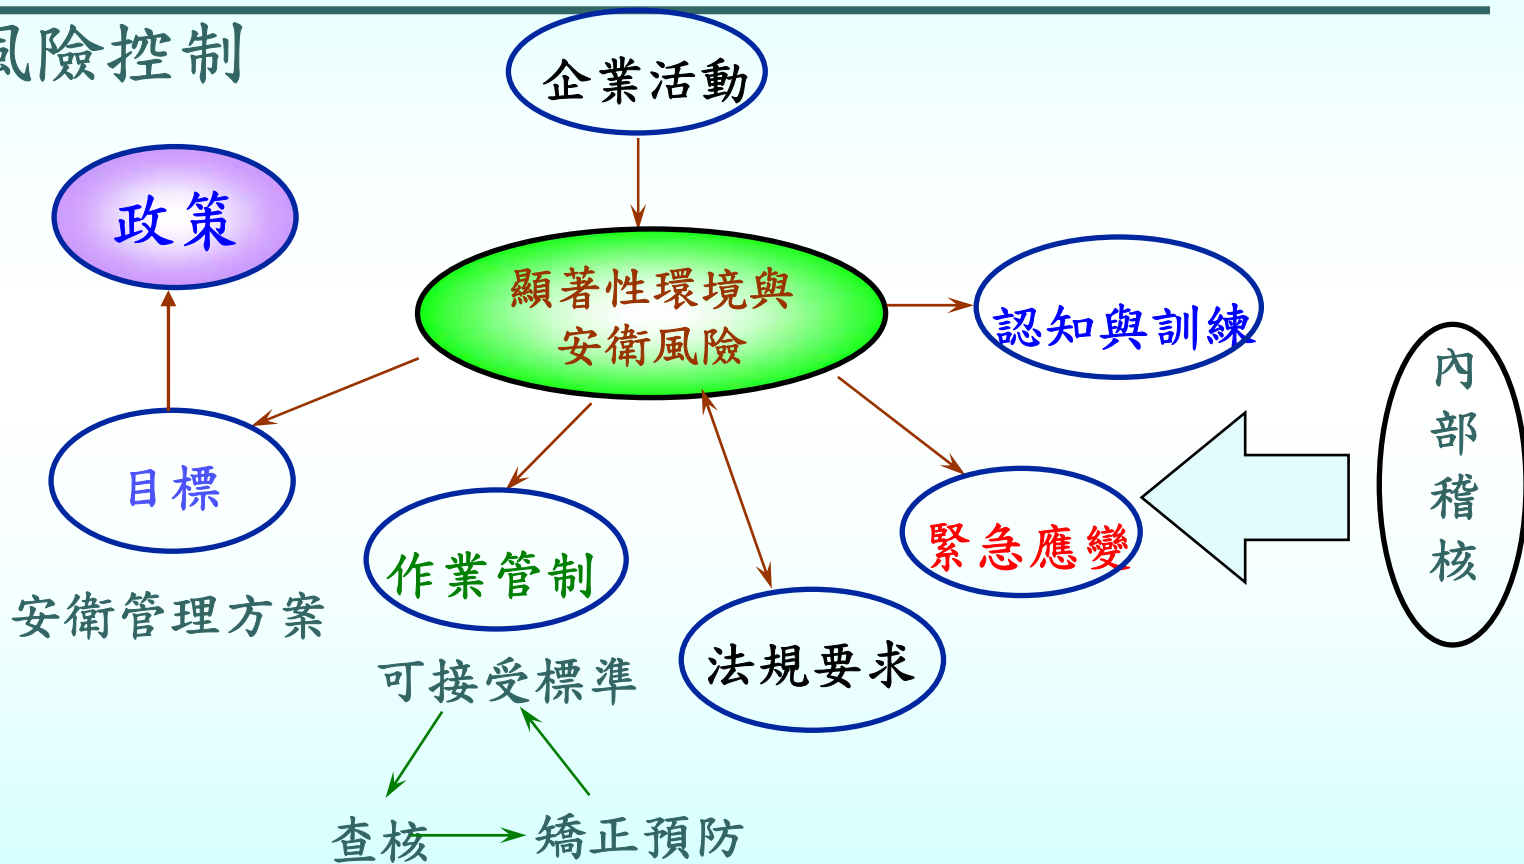 風險控制
企業活動
政策
顯著性環境與
安衛風險
認知與訓練
內
部
稽
核
目標
作業管制
緊急應變
安衛管理方案
法規要求
可接受標準
查核
矯正預防